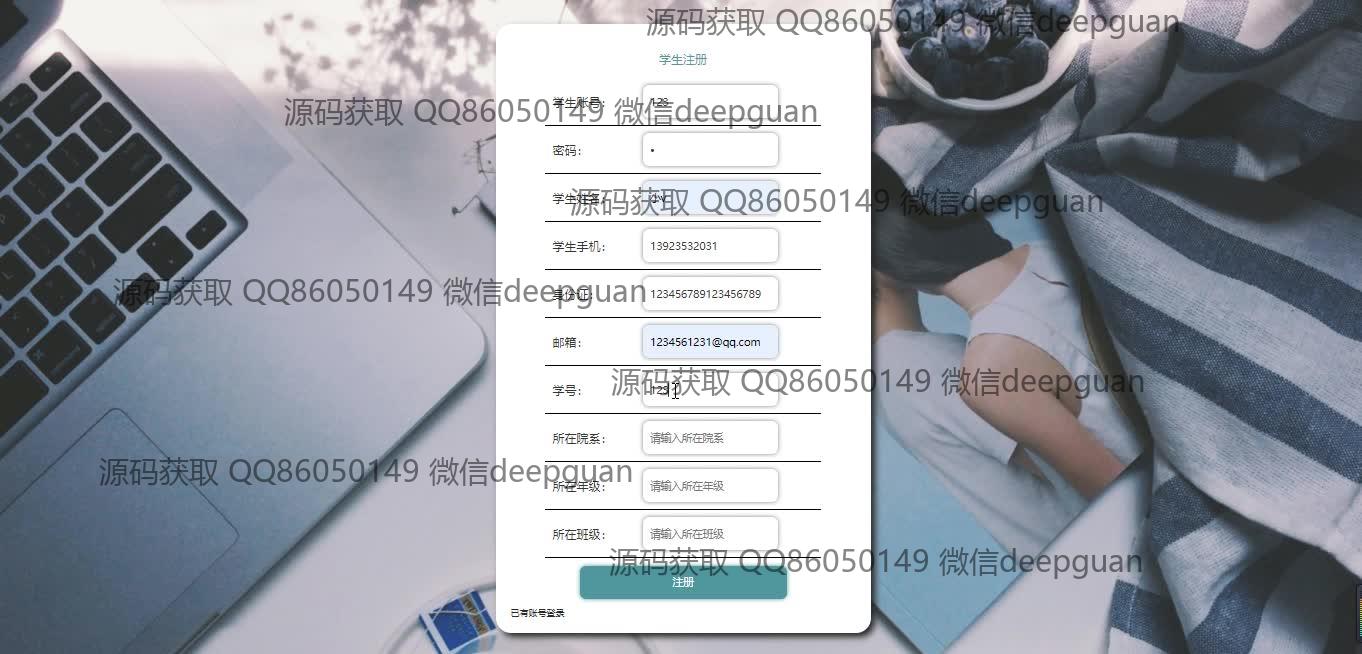 源码获取 QQ86050149 微信deepguan
学生注册
学生账号： 123
源码获取 QQ86050149 微信deepguan
密码： •
学生姓名：
源码获取 QQ86050149 微信deepguan
学生手机： 13923532031
身份证： 123456789123456789
源码获取 QQ86050149 微信deepguan
邮箱： 1234561231@qq.com
学号： 123
源码获取 QQ86050149 微信deepguan
所在院系： 请输入所在院系
源码获取 QQ86050149 微信deepguan
所在年级： 请输入所在年级
所在班级： 请输入所在班级
源码获取 QQ86050149 微信deepguan
注册
已有账号登录